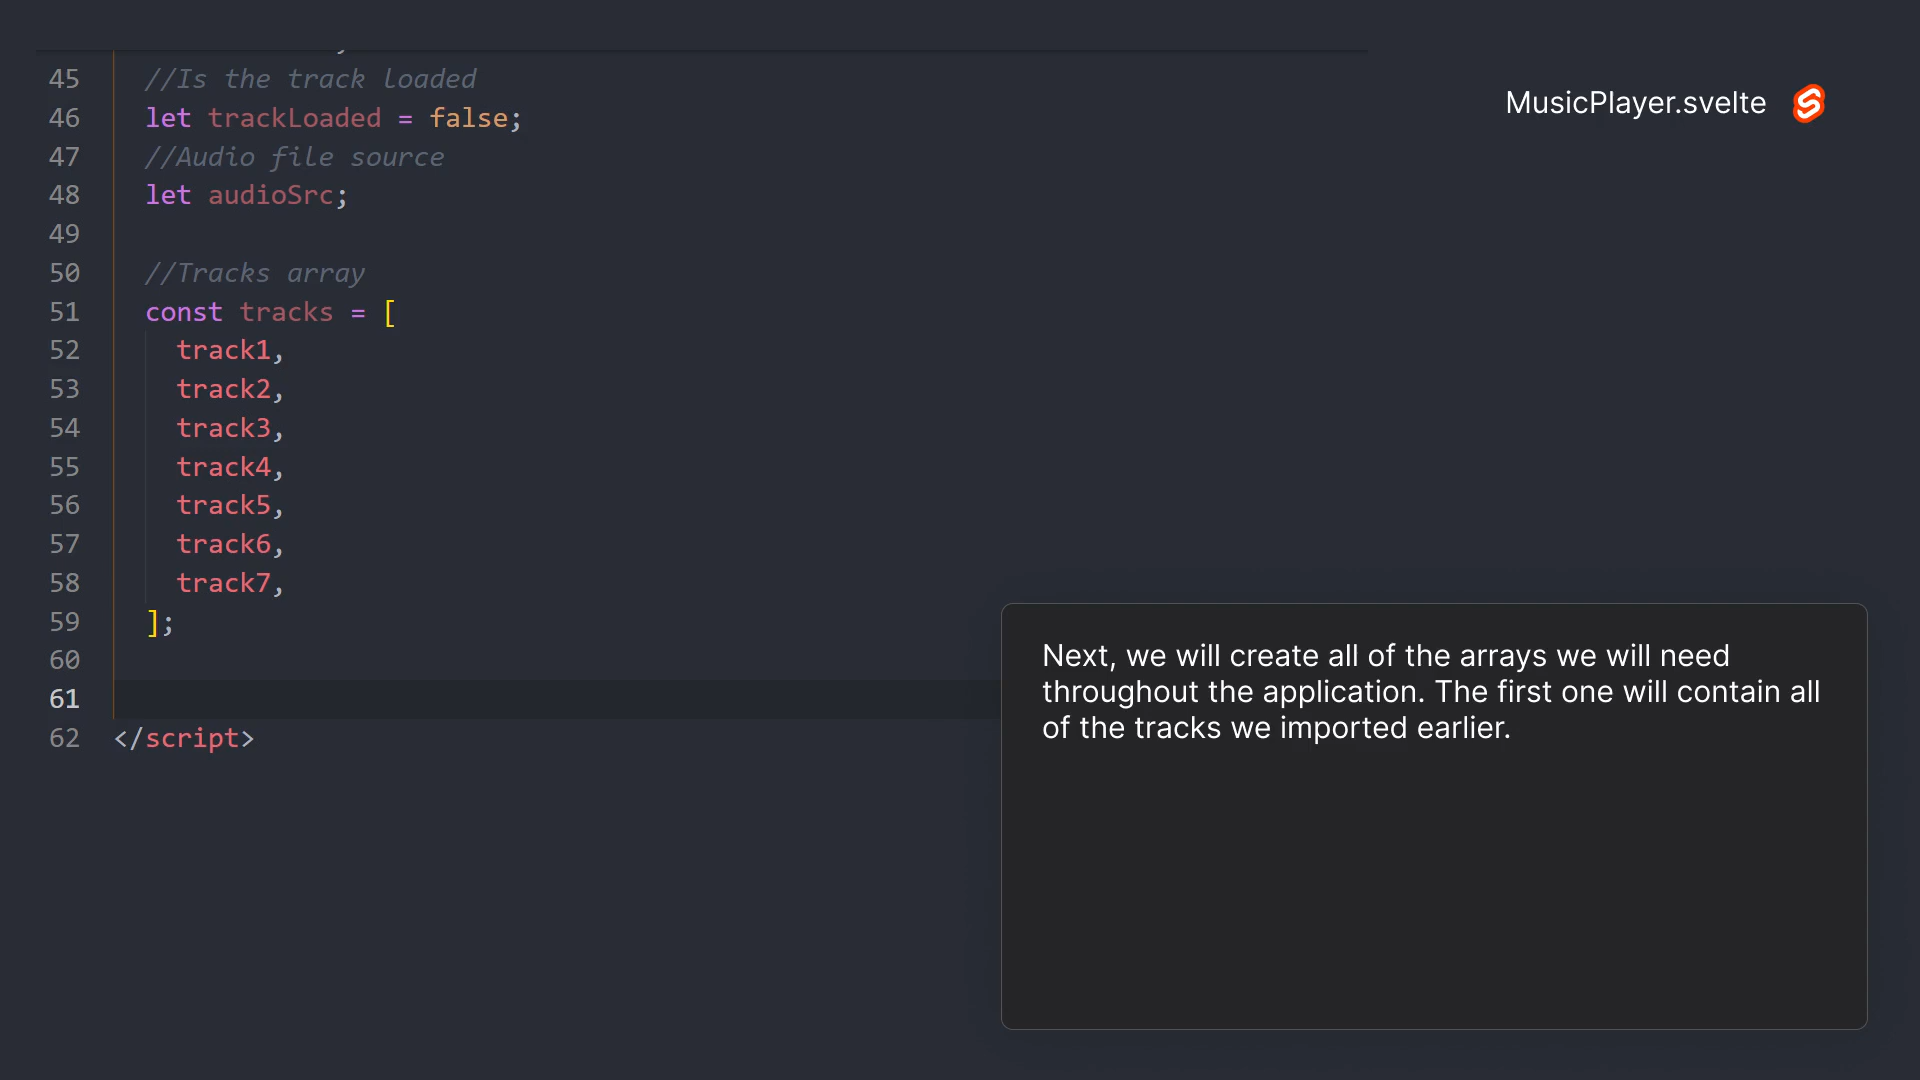 45 //Is the track loaded
46 let trackLoaded = false;
47 //Audio file source
48 let audioSrc;
49
50 //Tracks array
51 const tracks = [
52 track1,
53 track2,
54 track3,
55 track4,
56 track5,
57 track6,
58 track7,
59 ];
60
61
62 </script>
MusicPlayer.svelte
Next, we will create all of the arrays we will need
throughout the application. The first one will contain all
of the tracks we imported earlier.